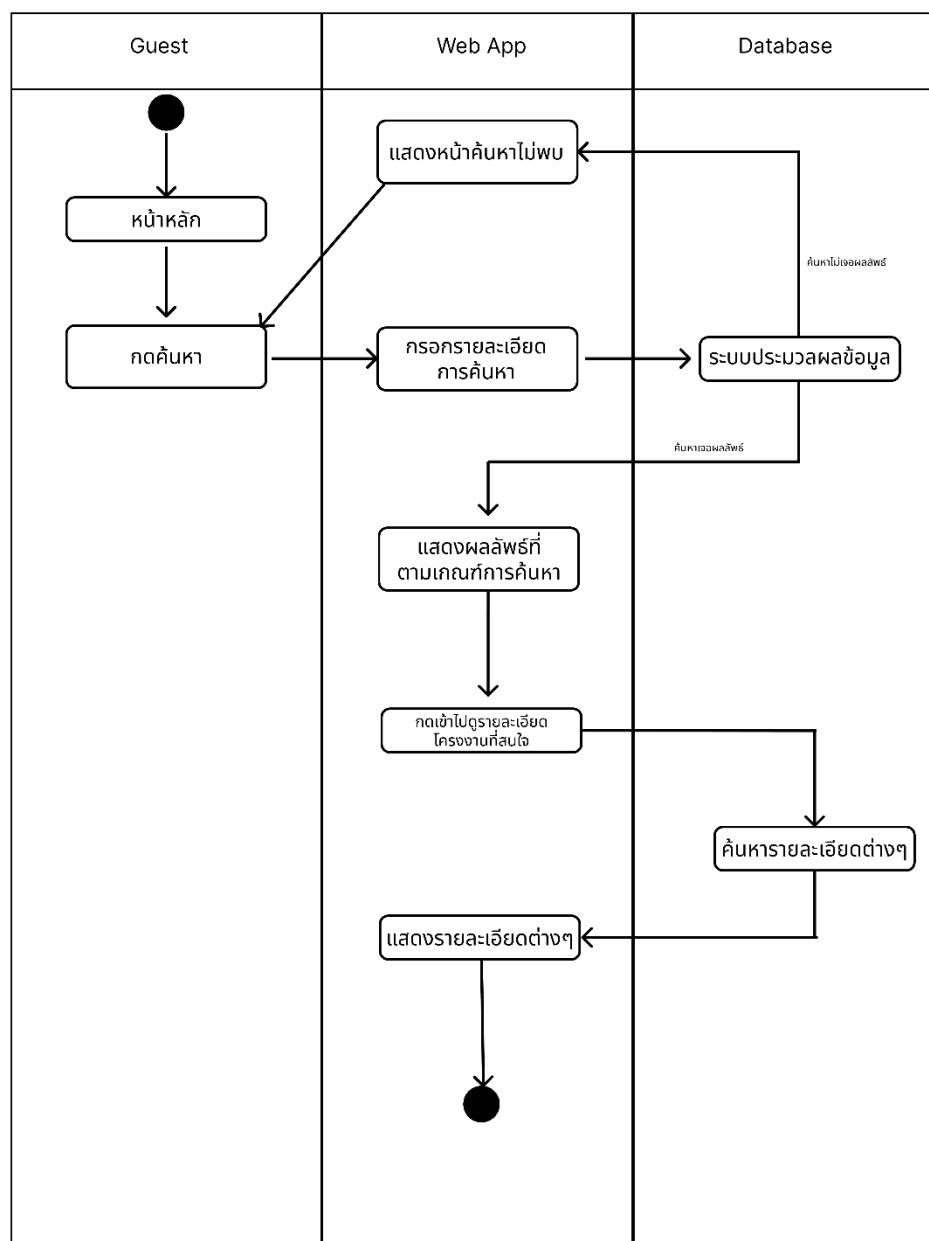 Guest
Web App
Database
แสดงหน้าค้นหาไม่พบ
หน้าหลัก
ค้นหาไม่เจอผลลัพธ์
กดค้นหา
กรอกรายละเอียด
การค้นหา
ระบบประมวลผลข้อมูล
ค้นหาเจอผลลัพธ์
แสดงผลลัพธ์ที่
ตามเกณฑ์การค้นหา
กดเข้าไปดูรายละเอียด
โครงงานที่สนใจ
ค้นหารายละเอียดต่างๆ
แสดงรายละเอียดต่างๆ